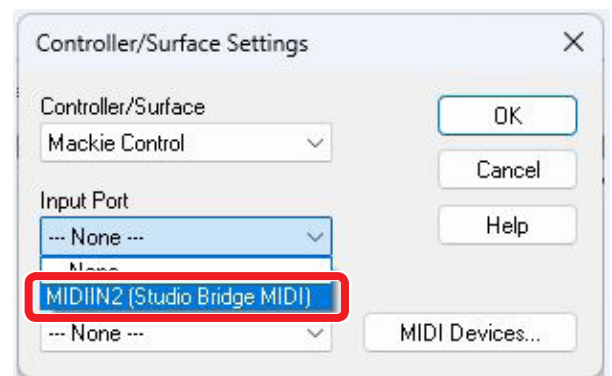 Controller/Surface Settings
Controller/Surface
OK
Mackie Control
Cancel
Input Port
Help
--- None ---
MIDIIN2 (Studio Bridge MIDI)
--- None ---
MIDI Devices...